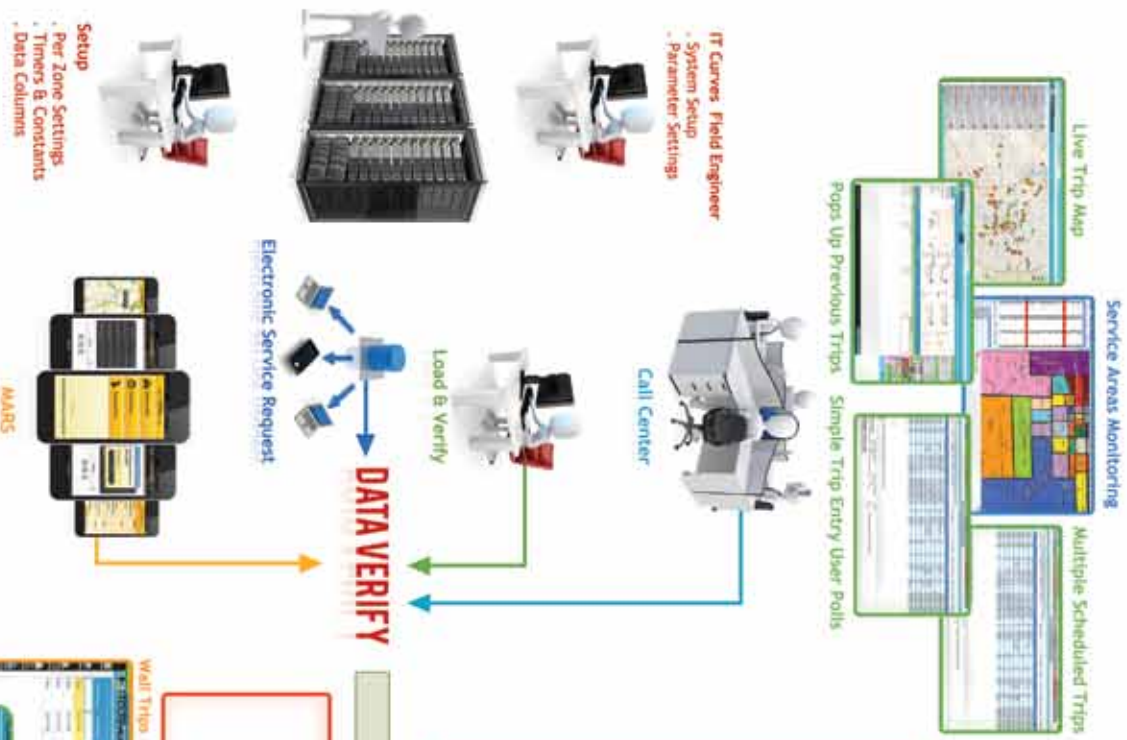 Service Areas Monitoring
Live Trip Map
Multiple Scheduled Trips
Pops Up Previous Trips
Simple Trip Entry User Polls
IT Curves Field Engineer
. System Setup
. Parameter Settings
Call Center
Load & Verify
Electronic Service Request
DATA VERIFY
Setup
. Per Zone Settings
. Timers & Constants
. Data Columns
MARS
Wall Trips